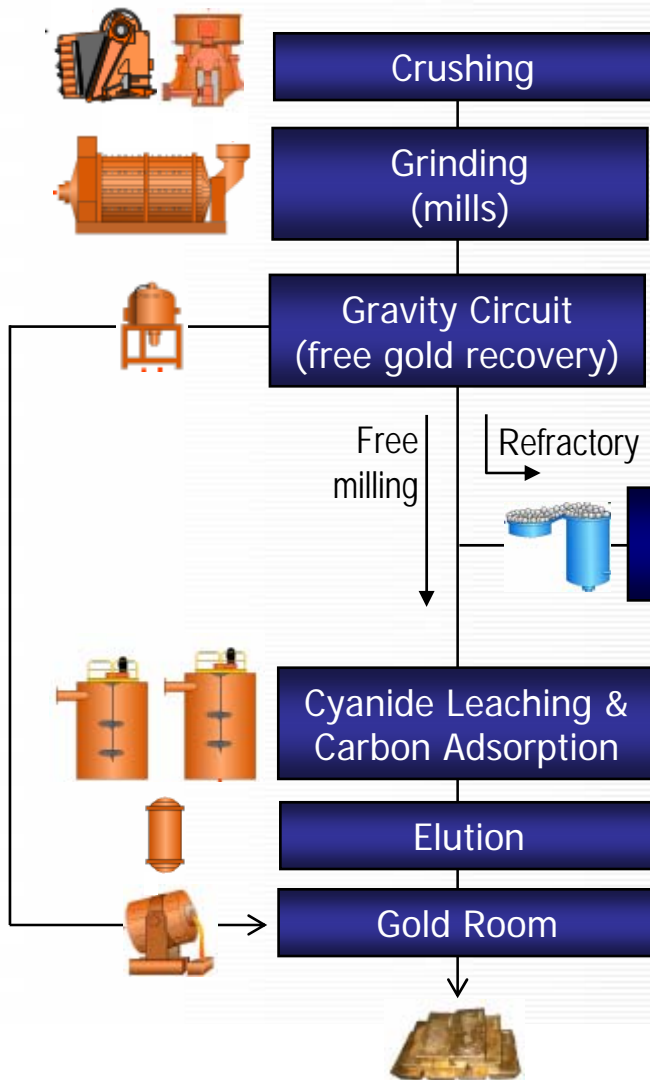 Crushing
Grinding
(mills)
Gravity Circuit
(free gold recovery)
Free
milling
Refractory
Cyanide Leaching &
Carbon Adsorption
Elution
Gold Room